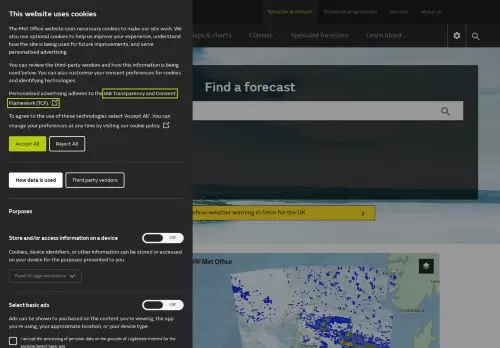 This website uses cookies
The Met Office website uses necessary cookies to make our site work. We
also use optional cookies to help us improve your experience, understand
how the site is being used for future improvements, and serve
personalised advertising.
You can review the third-party vendors and how this information is being
used below. You can also customise your consent preferences for cookies
and identifying technologies.
Personalised advertising adheres to the IAB Transparency and Consent
Framework (TCF).
To agree to the use of these technologies select 'Accept All'. You can
change your preferences at any time by visiting our cookie policy.
Accept All
Reject All
How data is used
Third party vendors
Purposes
Store and/or access information on a device
Off
Cookies, device identifiers, or other information can be stored or accessed
on your device for the purposes presented to you.
Read full legal description
Select basic ads
Off
Ads can be shown to you based on the content you're viewing, the app
you're using, your approximate location, or your device type.
I accept the processing of personal data on the grounds of Legitimate Interest for the
purpose Select basic ads
Weather & climate
Research programmes
Services
About us
& charts
Climate
Specialist forecasts
Learn about...
Find a forecast
weather warning in force for the UK
Met Office